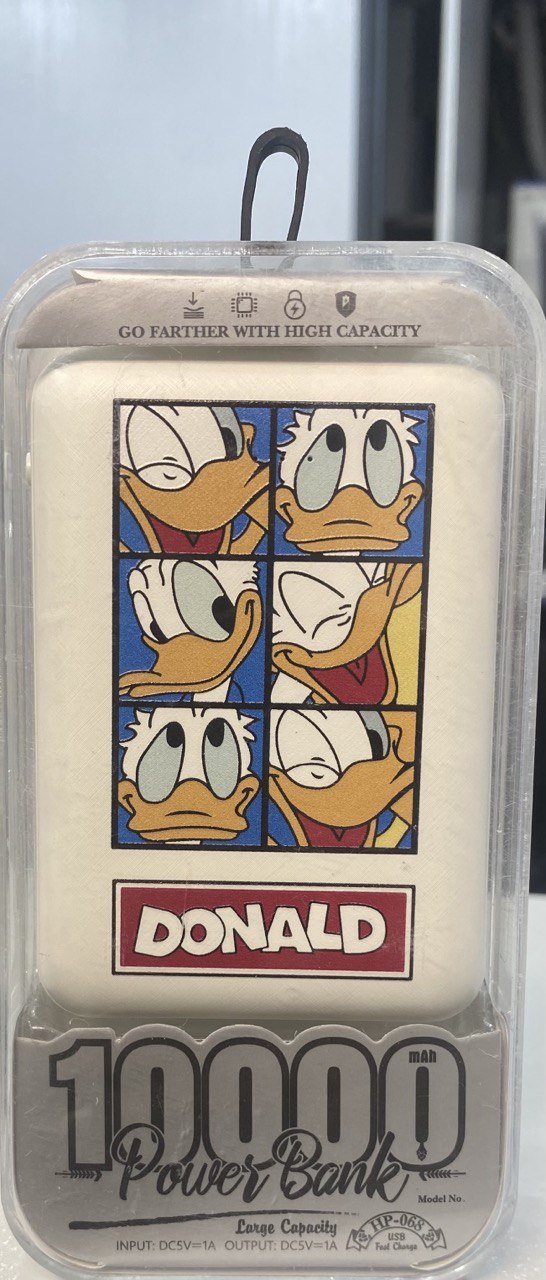 GO FARTHER WITH HIGH CAPACITY
DONALD
10000 mAh
Power Bank
Model No.
Large Capacity
HP-068
INPUT: DC5V=1A OUTPUT: DC5V=1A
USB
Fast Charge